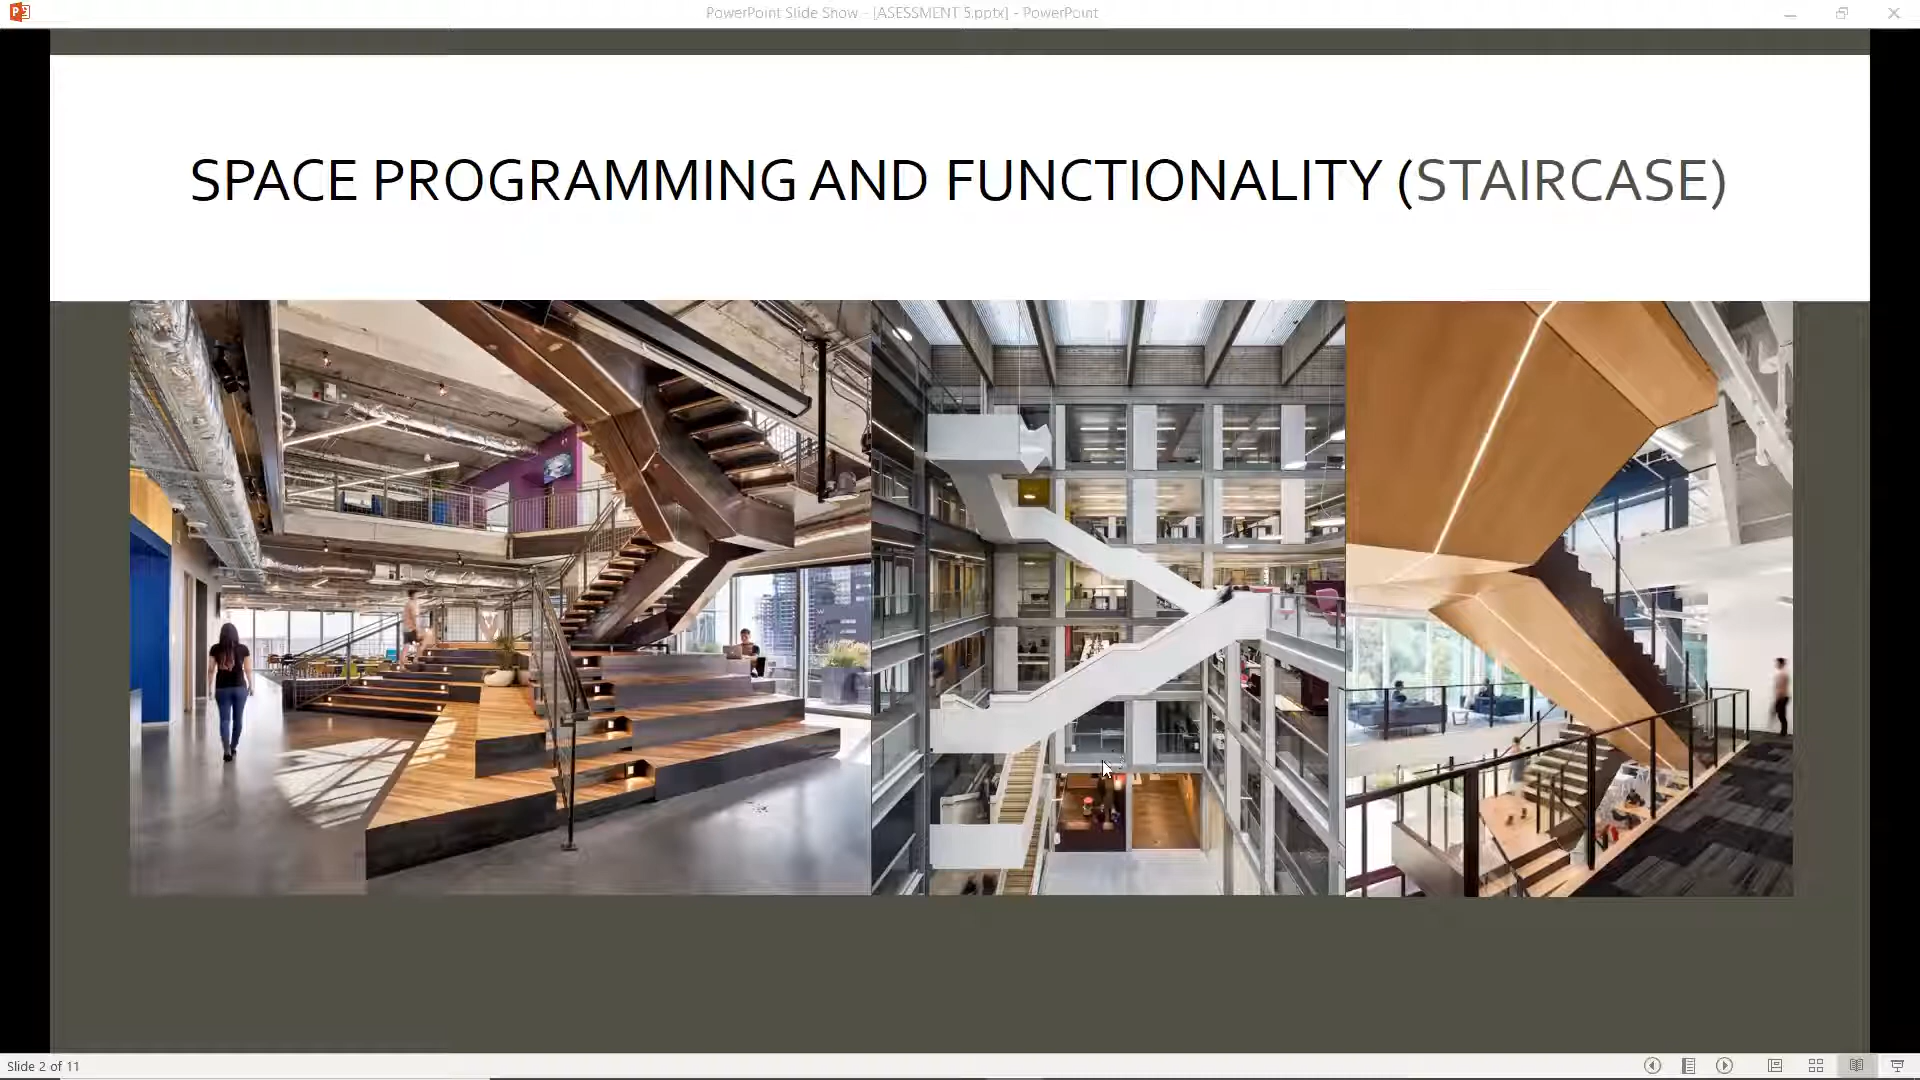 PowerPoint Slide Show - [ASESSMENT 5.pptx] - PowerPoint
SPACE PROGRAMMING AND FUNCTIONALITY (STAIRCASE)
Slide 2 of 11